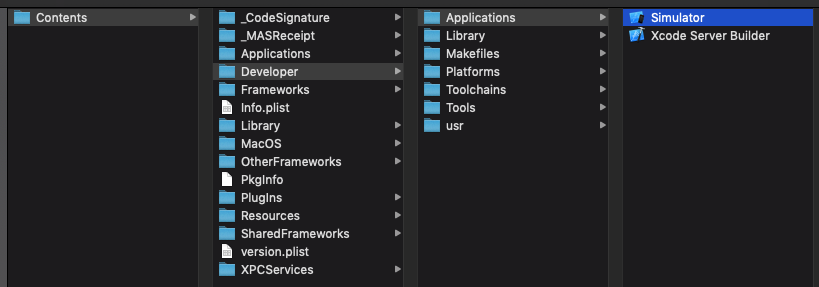 Contents
_CodeSignature
_MASReceipt
Applications
Developer
Frameworks
Info.plist
Library
MacOS
OtherFrameworks
PkgInfo
PlugIns
Resources
SharedFrameworks
version.plist
XPCServices
Applications
Library
Makefiles
Platforms
Toolchains
Tools
usr
Simulator
Xcode Server Builder